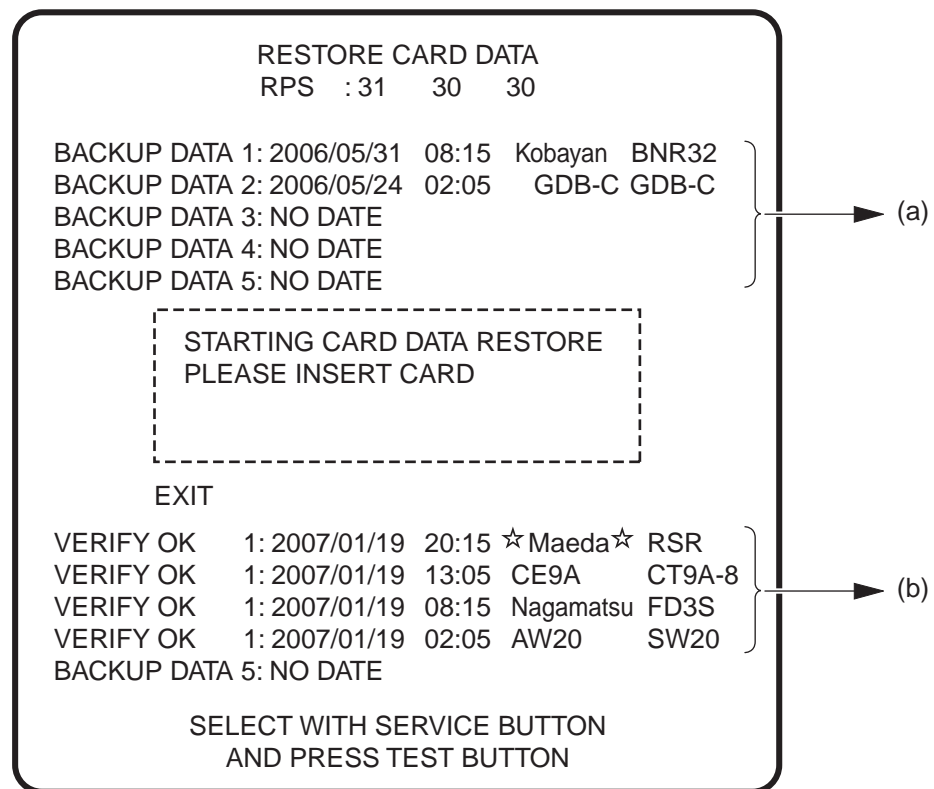 RESTORE CARD DATA
RPS : 31 30 30
BACKUP DATA 1: 2006/05/31 08:15 Kobayan BNR32
BACKUP DATA 2: 2006/05/24 02:05 GDB-C GDB-C
BACKUP DATA 3: NO DATE
BACKUP DATA 4: NO DATE
BACKUP DATA 5: NO DATE
(a)
STARTING CARD DATA RESTORE
PLEASE INSERT CARD
EXIT
VERIFY OK 1: 2007/01/19 20:15 ☆Maeda☆ RSR
VERIFY OK 1: 2007/01/19 13:05 CE9A CT9A-8
VERIFY OK 1: 2007/01/19 08:15 Nagamatsu FD3S
VERIFY OK 1: 2007/01/19 02:05 AW20 SW20
(b)
BACKUP DATA 5: NO DATE
SELECT WITH SERVICE BUTTON
AND PRESS TEST BUTTON